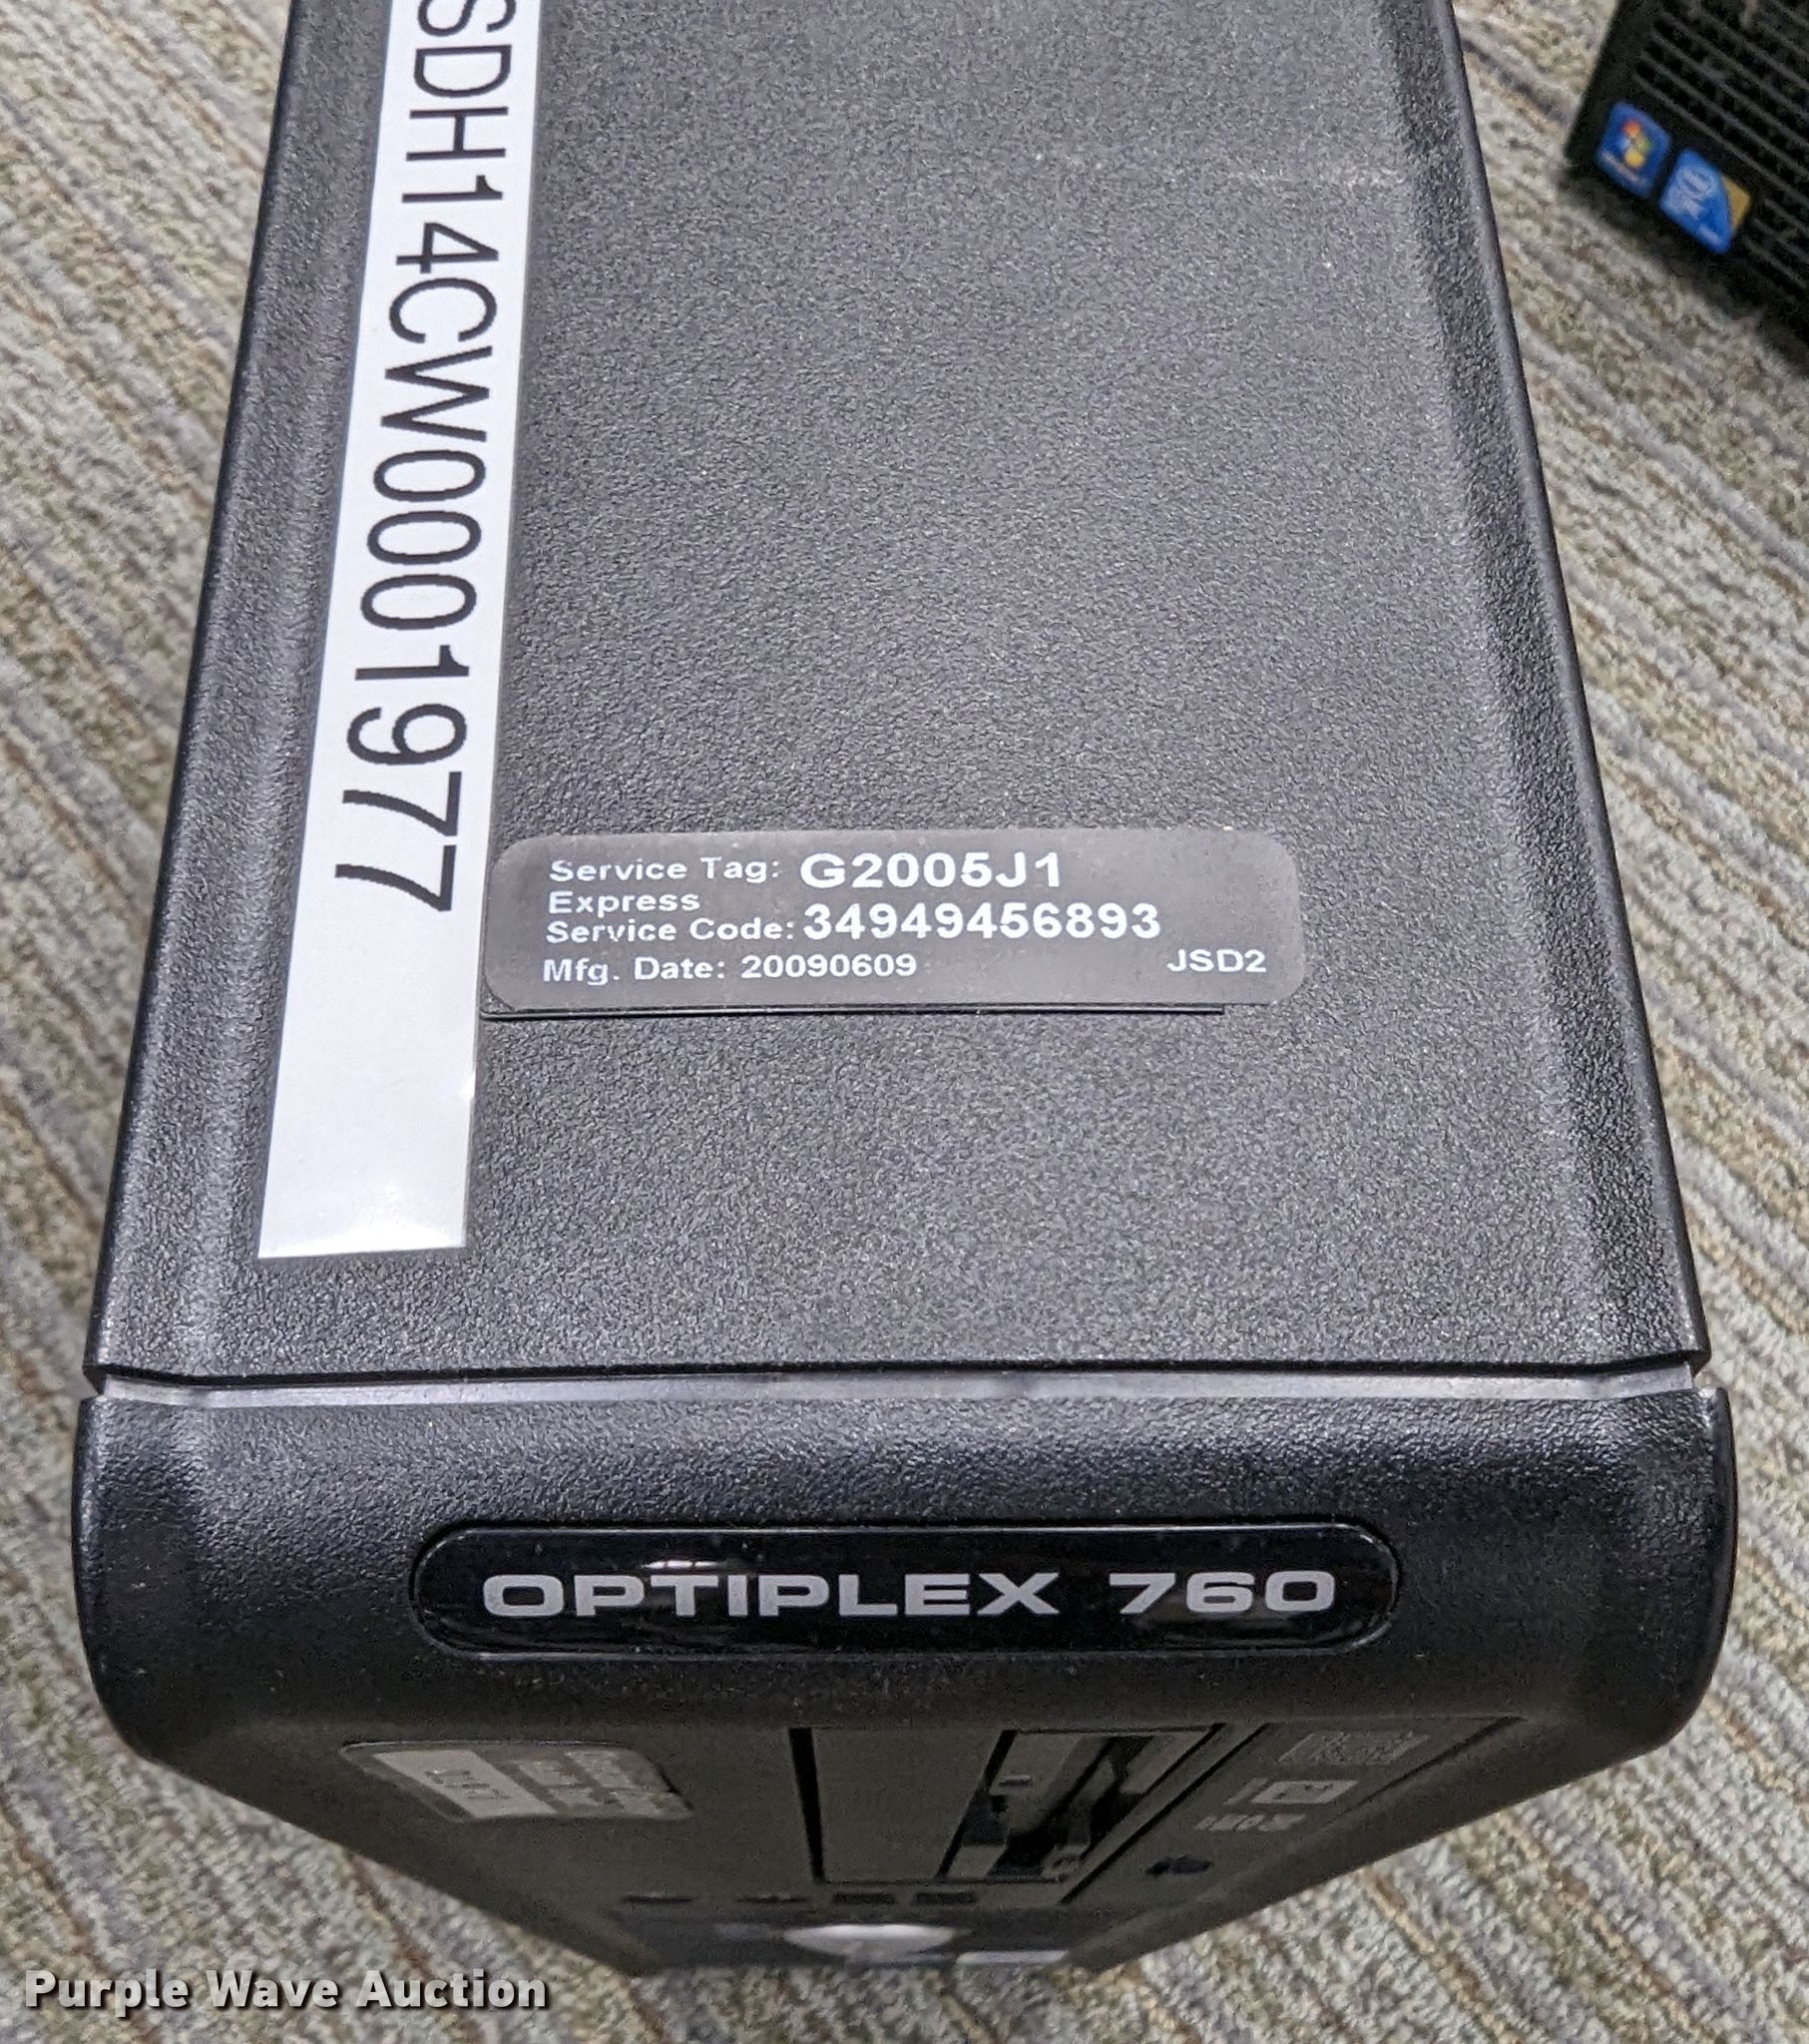 SDH14CW0001977
Service Tag: G2005J1
Express
Service Code: 34949456893
Mfg. Date: 20090609 JSD2
OPTIPLEX 760
Purple Wave Auction